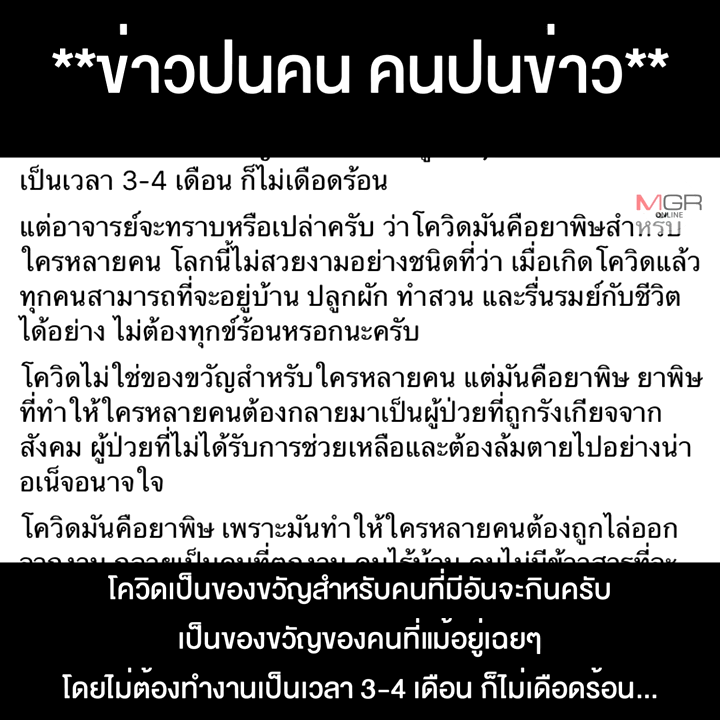 **ข่าวปนคน คนปนข่าว**
เป็นเวลา 3-4 เดือน ก็ไม่เดือดร้อน
MGR
ONLINE
แต่อาจารย์จะทราบหรือเปล่าครับ ว่าโควิดมันคือยาพิษสำหรับ
ใครหลายคน โลกนี้ไม่สวยงามอย่างชนิดที่ว่า เมื่อเกิดโควิดแล้ว
ทุกคนสามารถที่จะอยู่บ้าน ปลูกผัก ทำสวน และรื่นรมย์กับชีวิต
ได้อย่าง ไม่ต้องทุกข์ร้อนหรอกนะครับ
โควิดไม่ใช่ของขวัญสำหรับใครหลายคน แต่มันคือยาพิษ ยาพิษ
ที่ทำให้ใครหลายคนต้องกลายมาเป็นผู้ป่วยที่ถูกรังเกียจจาก
สังคม ผู้ป่วยที่ไม่ได้รับการช่วยเหลือและต้องล้มตายไปอย่างน่า
อเน็จอนาจใจ
โควิดมันคือยาพิษ เพราะมันทำให้ใครหลายคนต้องถูกไล่ออก
โควิดเป็นของขวัญสำหรับคนที่มีอันจะกินครับ
เป็นของขวัญของคนที่แม้อยู่เฉยๆ
โดยไม่ต้องทำงานเป็นเวลา 3-4 เดือน ก็ไม่เดือดร้อน...